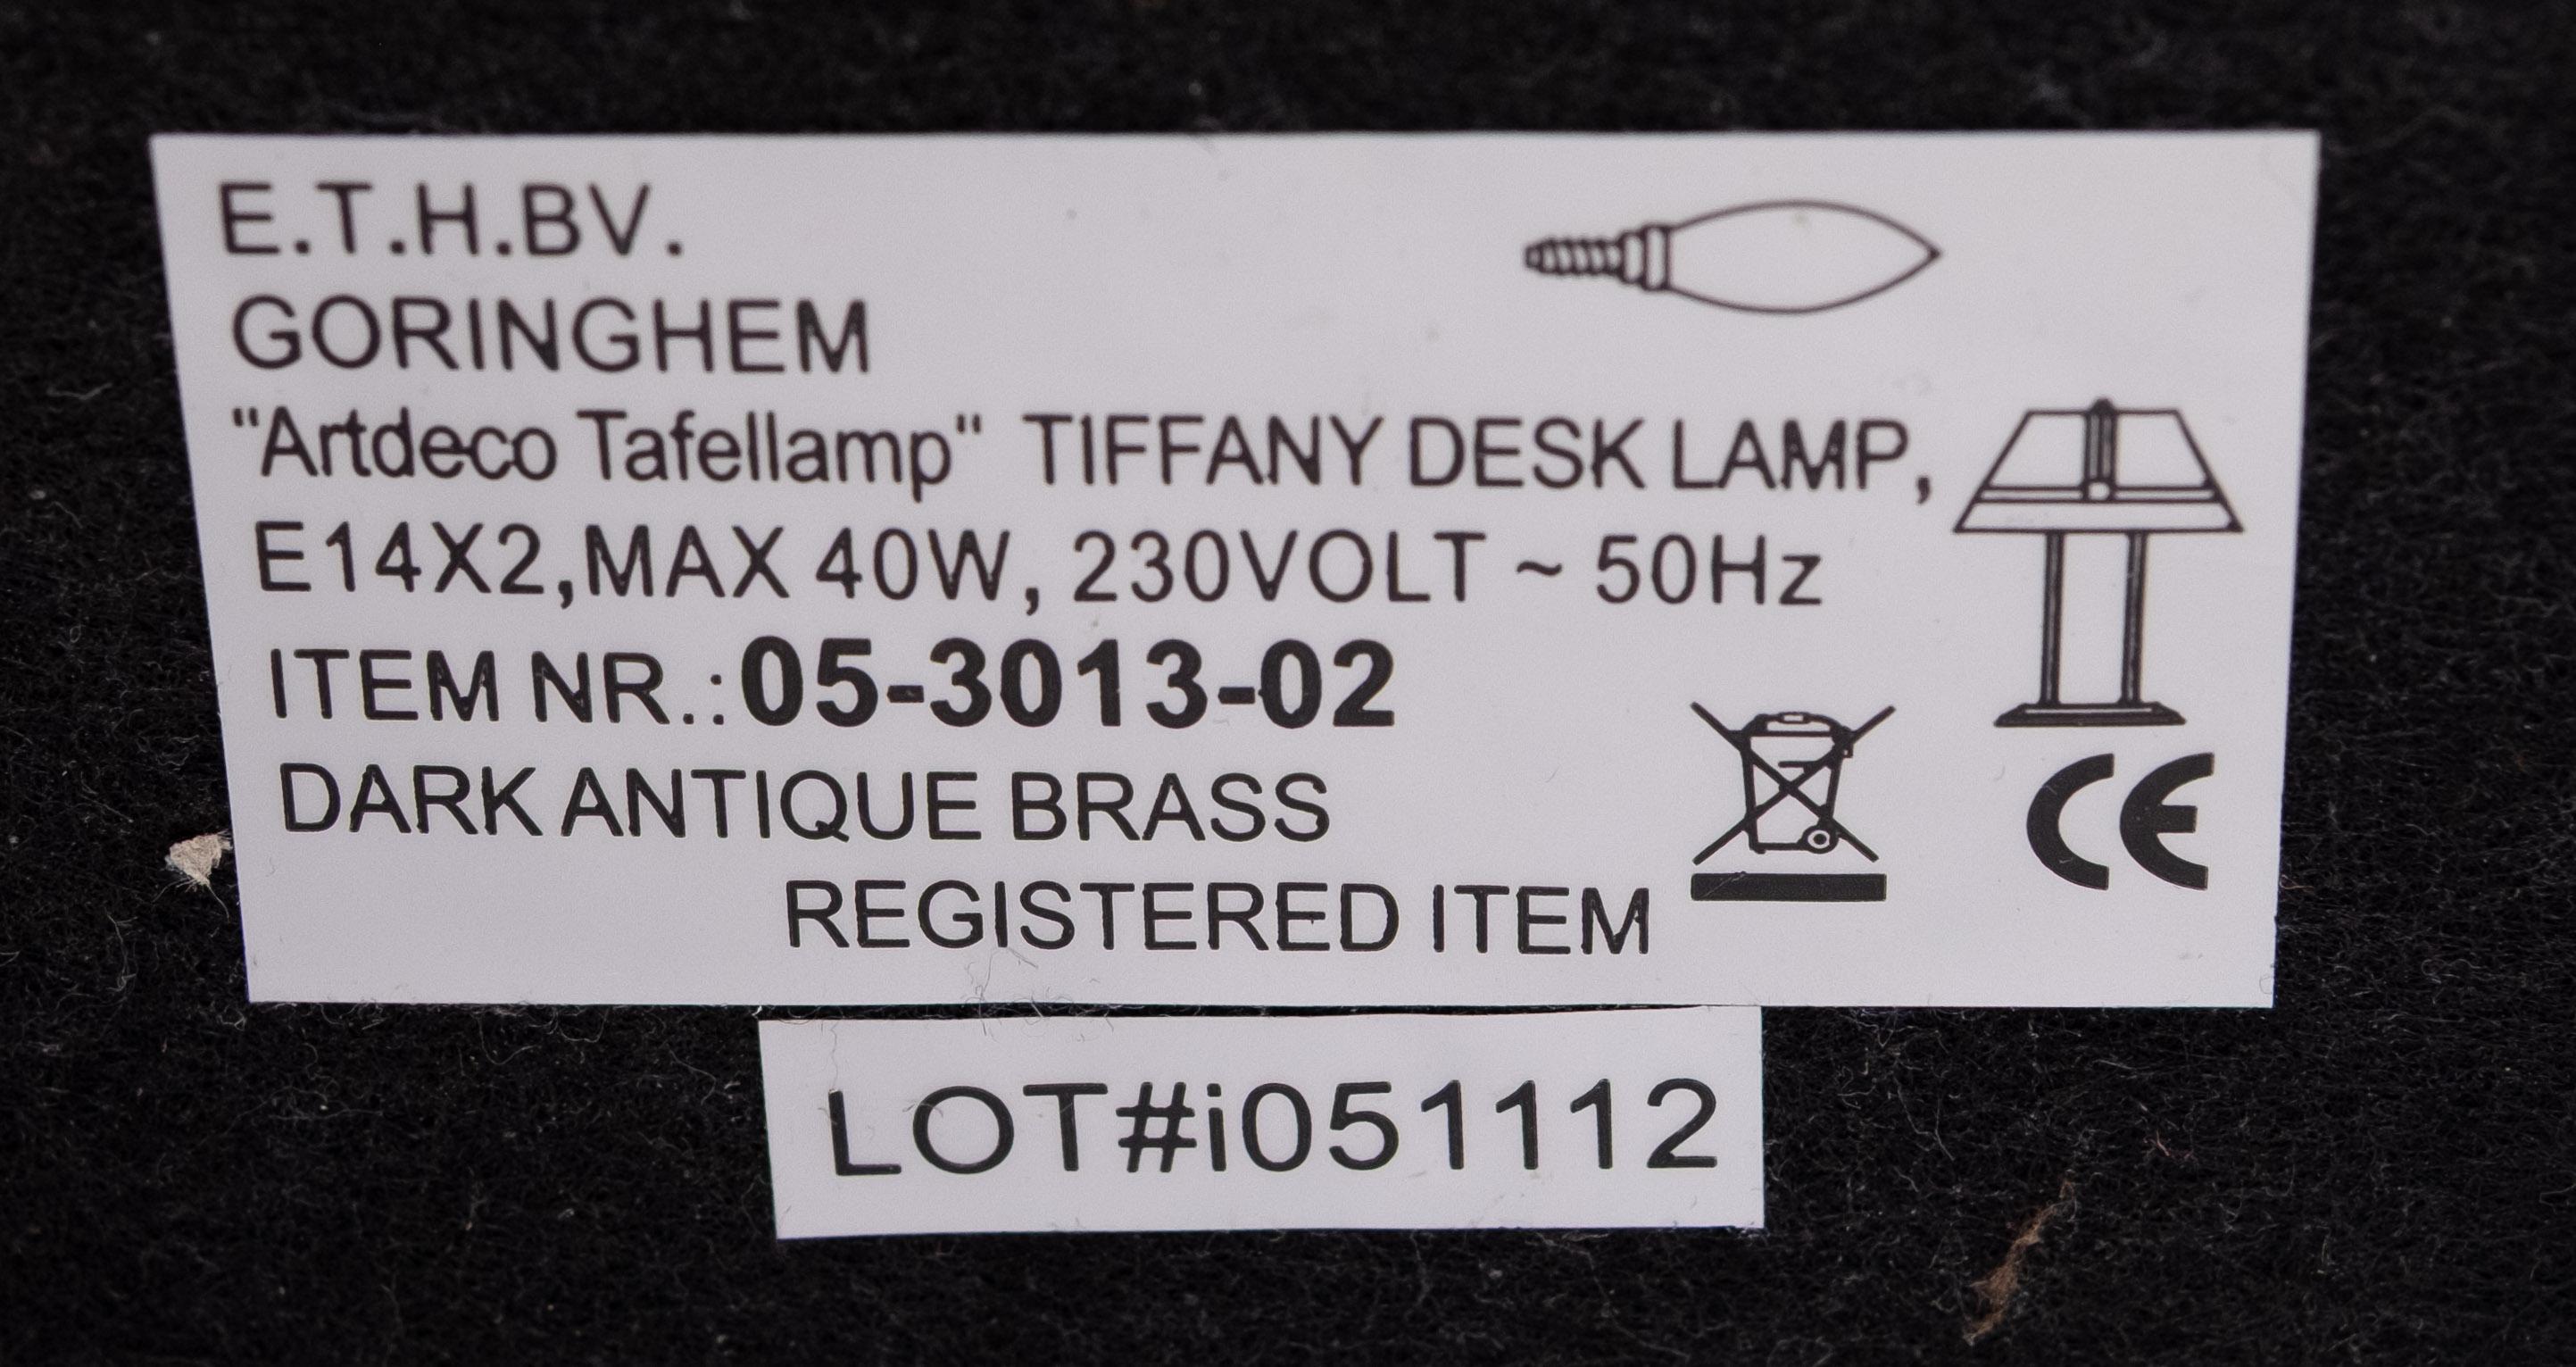 E.T.H.BV.
GORINGHEM
"Artdeco Tafellamp" TIFFANY DESK LAMP,
E14X2,MAX 40W, 230VOLT ~ 50Hz
ITEM NR.:05-3013-02
DARK ANTIQUE BRASS
CE
REGISTERED ITEM
LOT#i051112